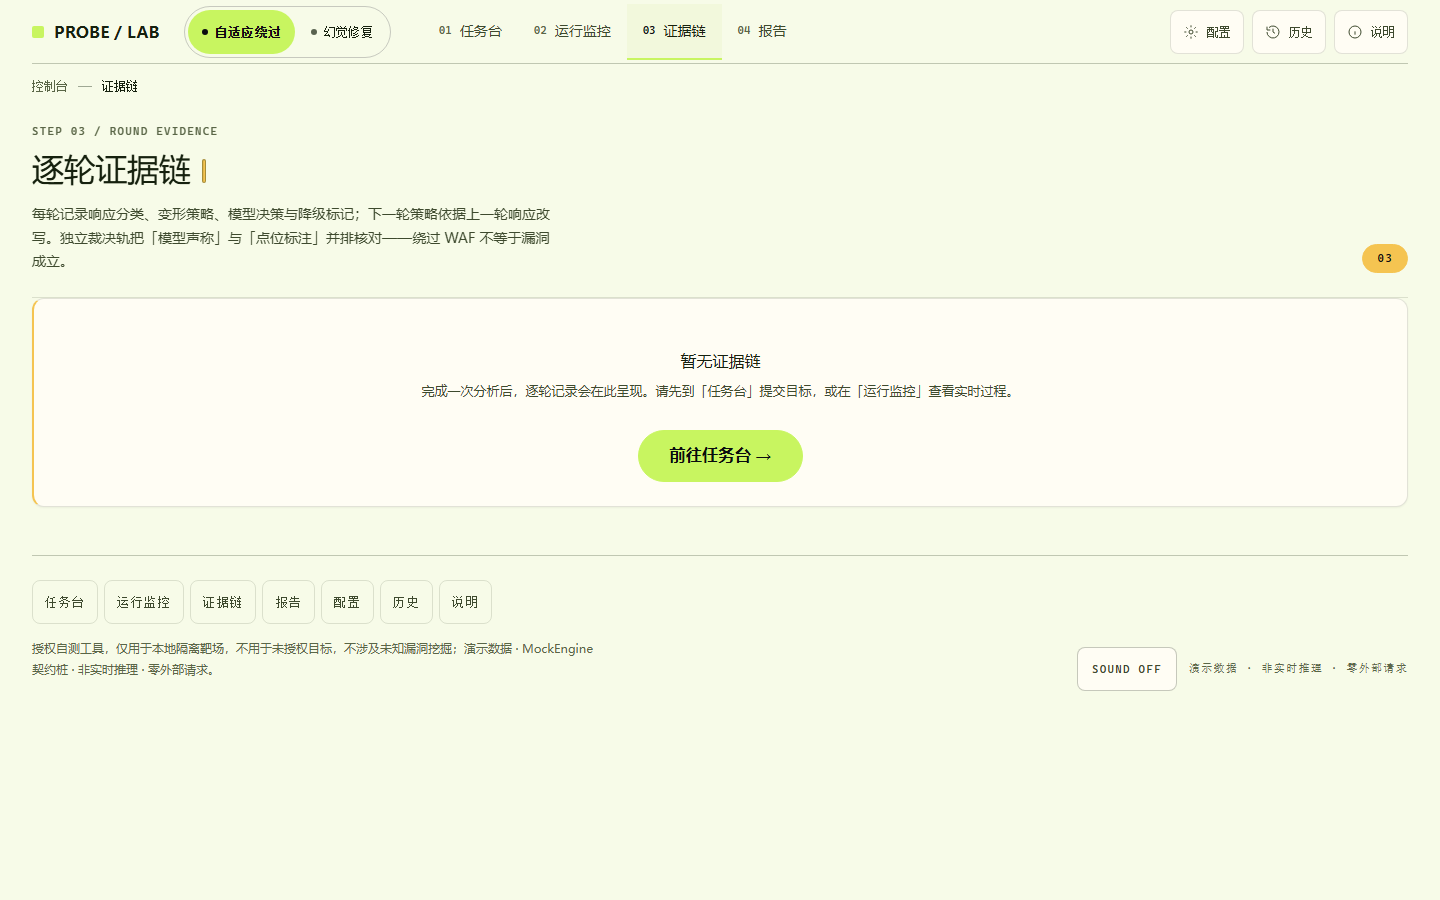 PROBE / LAB
自适应绕过
幻觉修复
01 任务台
02 运行监控
03 证据链
04 报告
配置
历史
说明
控制台 — 证据链
STEP 03 / ROUND EVIDENCE
逐轮证据链
每轮记录响应分类、变形策略、模型决策与降级标记；下一轮策略依据上一轮响应改
写。独立裁决轨把「模型声称」与「点位标注」并排核对——绕过 WAF 不等于漏洞
成立。
03
暂无证据链
完成一次分析后，逐轮记录会在此呈现。请先到「任务台」提交目标，或在「运行监控」查看实时过程。
前往任务台 →
任务台
运行监控
证据链
报告
配置
历史
说明
授权自测工具，仅用于本地隔离靶场，不用于未授权目标，不涉及未知漏洞挖掘；演示数据 · MockEngine
契约桩 · 非实时推理 · 零外部请求。
SOUND OFF
演示数据 · 非实时推理 · 零外部请求